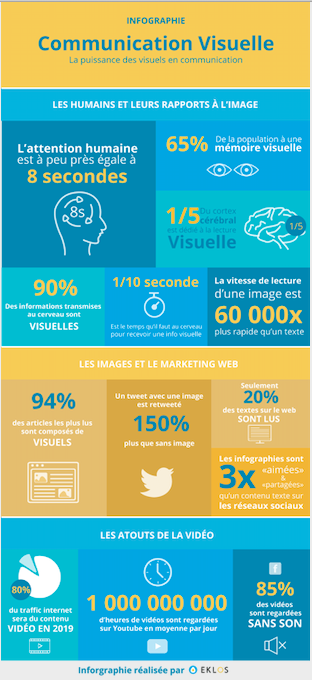 INFOGRAPHIE
Communication Visuelle
La puissance des visuels en communication
LES HUMAINS ET LEURS RAPPORTS À L'IMAGE
L'attention humaine
est à peu près égale à
8 secondes
8s
65% De la population à une
mémoire visuelle
1/5 Du cortex
cérébral
est dédié à la lecture
Visuelle
1/5
90%
Des informations transmises
au cerveau sont
VISUELLES
1/10 seconde
Est le temps qu'il faut au cerveau
pour recevoir une info visuelle
La vitesse de lecture
d'une image est
60 000x
plus rapide qu'un texte
LES IMAGES ET LE MARKETING WEB
94%
des articles les plus lus
sont composés de
VISUELS
Un tweet avec une image
est retweeté
150%
plus que sans image
Seulement
20%
des textes sur le web
SONT LUS
Les infographies sont
3x «aimées»
&
«partagées»
qu'un contenu texte sur
les réseaux sociaux
LES ATOUTS DE LA VIDÉO
80%
du traffic internet
sera du contenu
VIDÉO EN 2019
1 000 000 000
d'heures de vidéos sont regardées
sur Youtube en moyenne par jour
f
85%
des vidéos
sont regardées
SANS SON
Inforgraphie réalisée par EKLOS